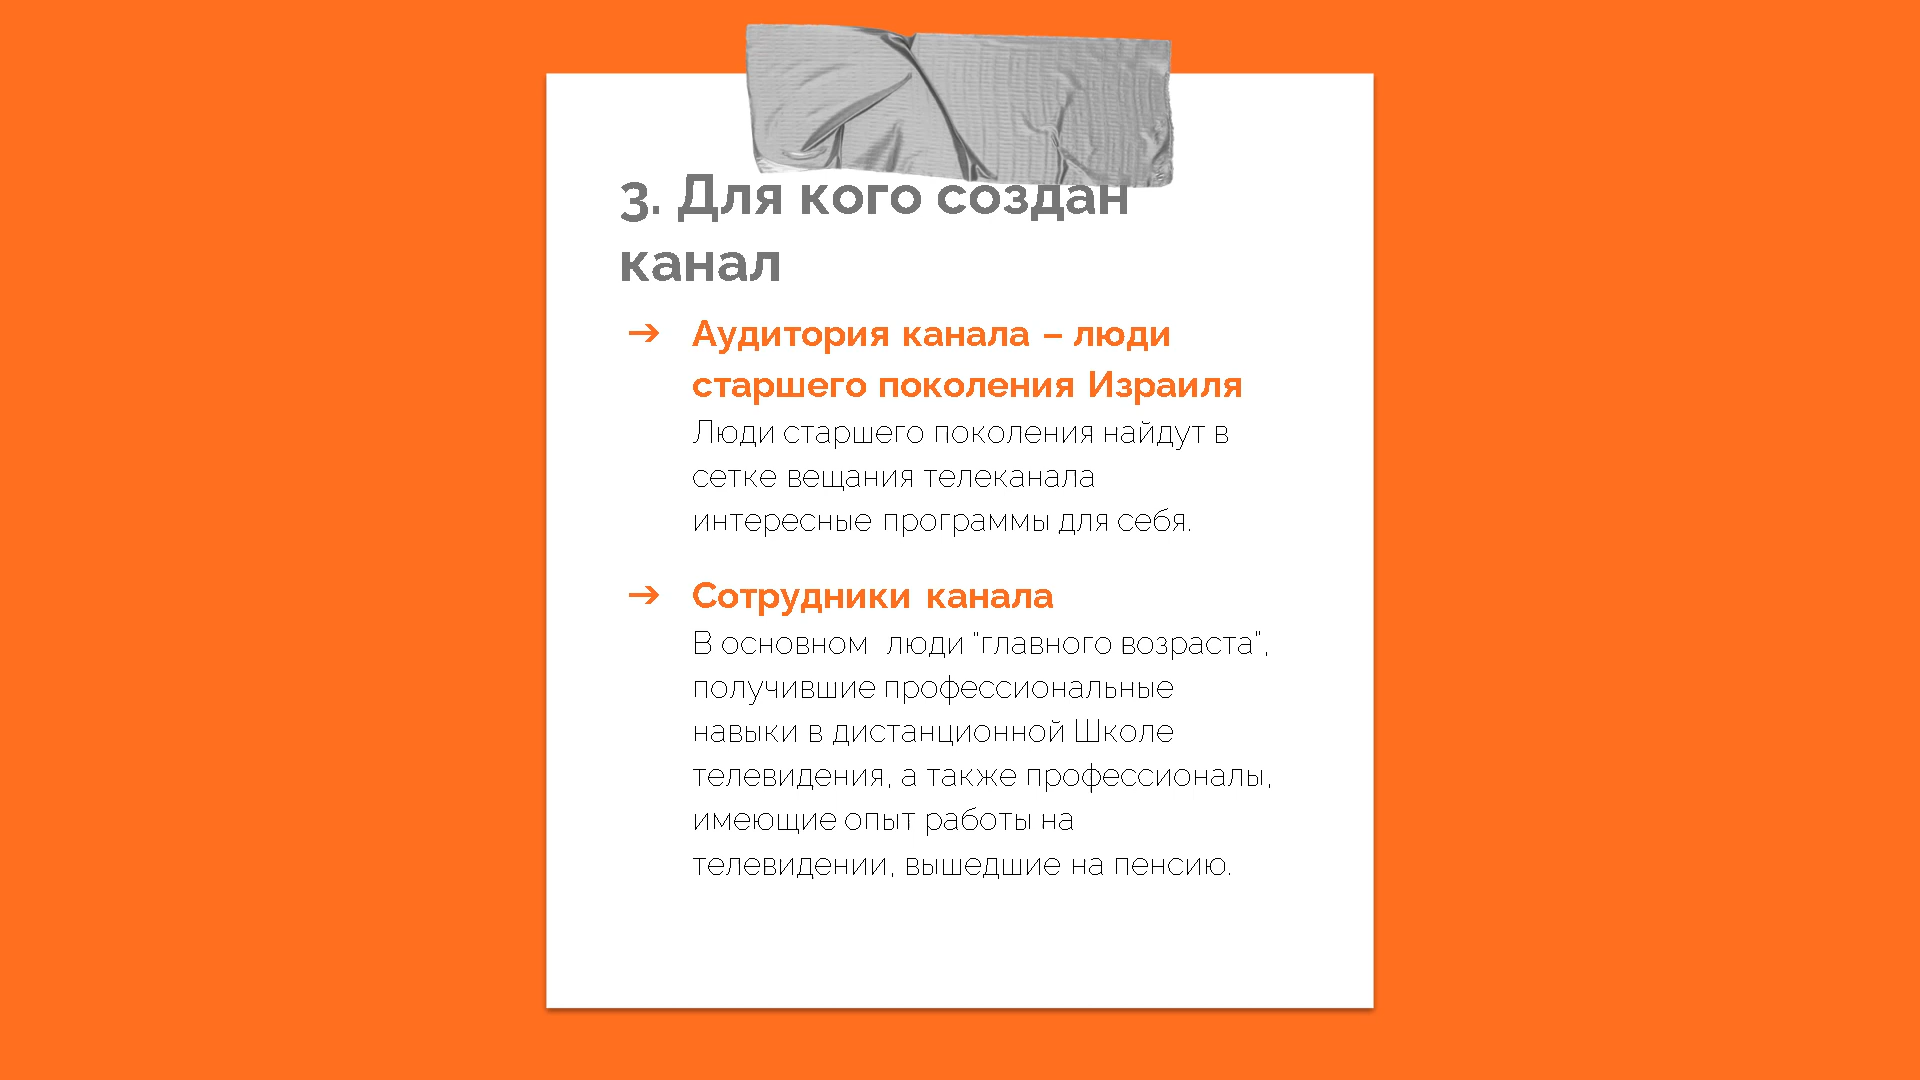 3. Для кого создан
канал
➔ Аудитория канала – люди
старшего поколения Израиля
Люди старшего поколения найдут в
сетке вещания телеканала
интересные программы для себя.
➔ Сотрудники канала
В основном  люди "главного возраста",
получившие профессиональные
навыки в дистанционной Школе
телевидения, а также профессионалы,
имеющие опыт работы на
телевидении, вышедшие на пенсию.